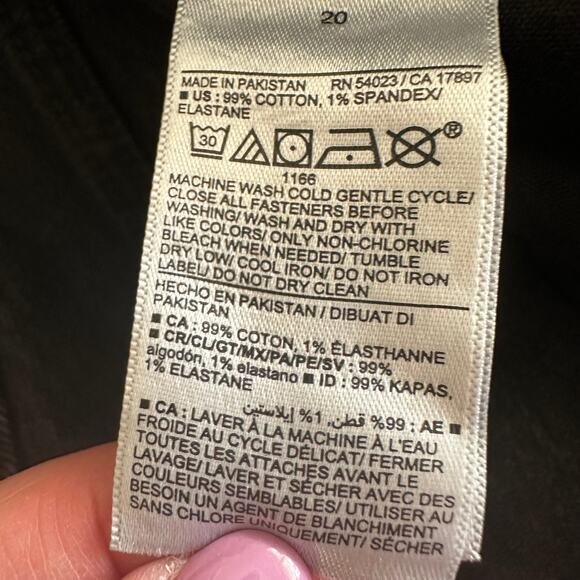 20
MADE IN PAKISTAN RN 54023 / CA 17897
■ US : 99% COTTON, 1% SPANDEX/
ELASTANE
30 ®
1166
MACHINE WASH COLD GENTLE CYCLE/
CLOSE ALL FASTENERS BEFORE
WASHING/ WASH AND DRY WITH
LIKE COLORS/ ONLY NON-CHLORINE
BLEACH WHEN NEEDED/ TUMBLE
DRY LOW/ COOL IRON/ DO NOT IRON
LABEL/ DO NOT DRY CLEAN
HECHO EN PAKISTAN / DIBUAT DI
PAKISTAN
■ CA : 99% COTON, 1% ÉLASTHANNE
■ CR/CL/GT/MX/PA/PE/SV : 99%
algodón, 1% elastano ■ ID : 99% KAPAS,
1% ELASTANE
■ AE : 99% قطن, 1% إيلاستين
■ CA : LAVER À LA MACHINE À L'EAU
FROIDE AU CYCLE DÉLICAT/ FERMER
TOUTES LES ATTACHES AVANT LE
LAVAGE/ LAVER ET SÉCHER AVEC DES
COULEURS SEMBLABLES/ UTILISER AU
BESOIN UN AGENT DE BLANCHIMENT
SANS CHLORE UNIQUEMENT/ SÉCHER